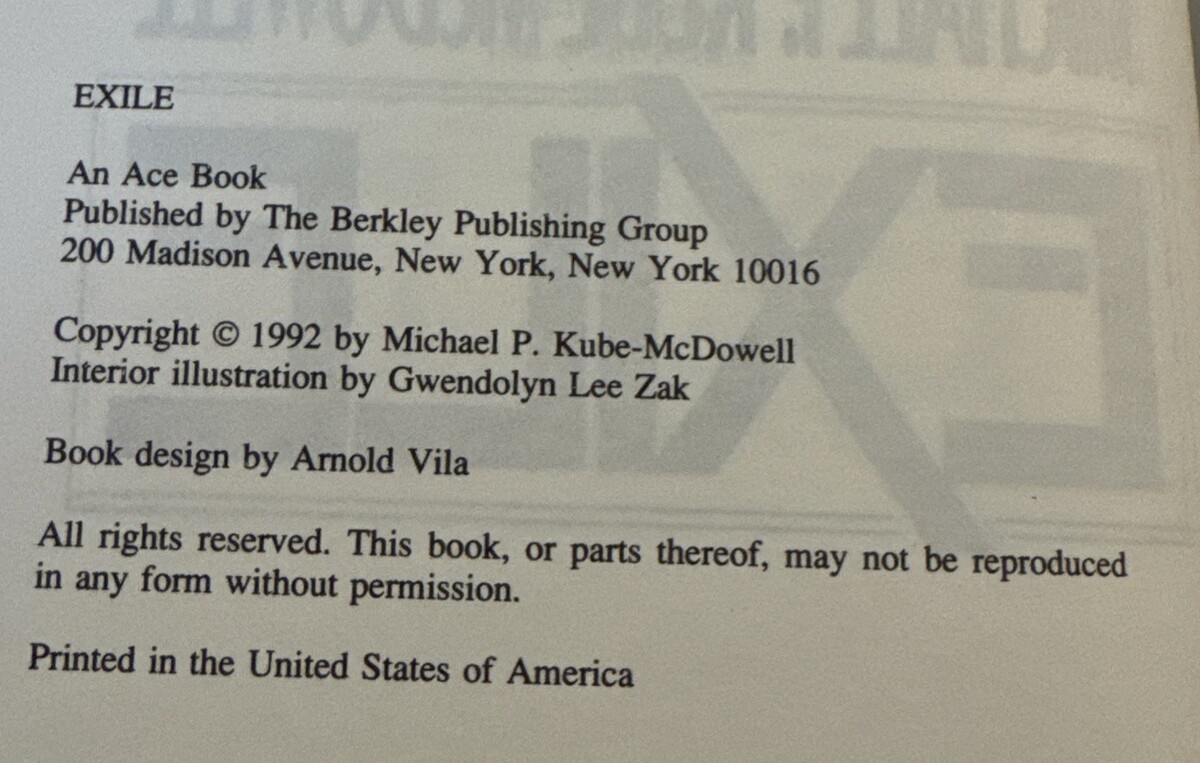 EXILE
An Ace Book
Published by The Berkley Publishing Group
200 Madison Avenue, New York, New York 10016
Copyright © 1992 by Michael P. Kube-McDowell
Interior illustration by Gwendolyn Lee Zak
Book design by Arnold Vila
All rights reserved. This book, or parts thereof, may not be reproduced
in any form without permission.
Printed in the United States of America